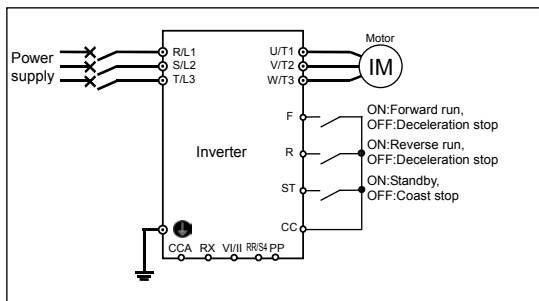 Motor
Power
supply
R/L1
S/L2
T/L3
U/T1
V/T2
W/T3
IM
F
ON:Forward run,
OFF:Deceleration stop
R
ON:Reverse run,
OFF:Deceleration stop
Inverter
ST
ON:Standby,
OFF:Coast stop
CC
CCA RX VI/II RR/S4 PP